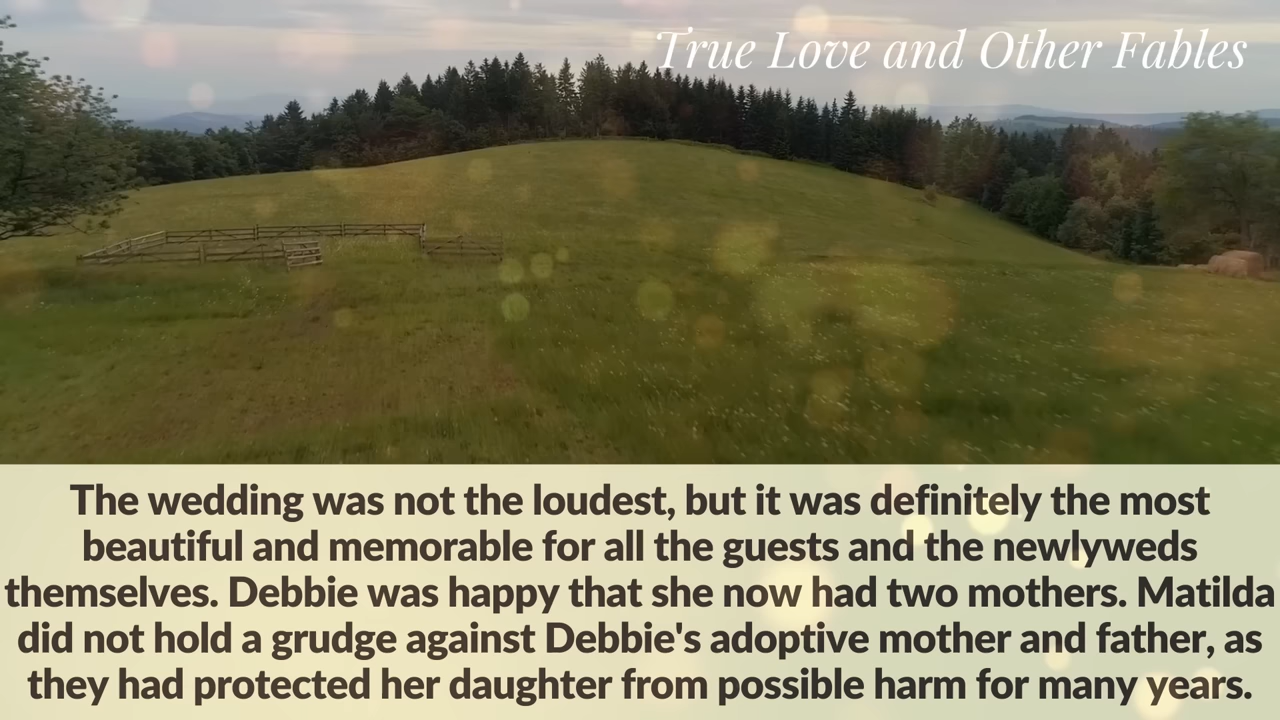 True Love and Other Fables
The wedding was not the loudest, but it was definitely the most
beautiful and memorable for all the guests and the newlyweds
themselves. Debbie was happy that she now had two mothers. Matilda
did not hold a grudge against Debbie's adoptive mother and father, as
they had protected her daughter from possible harm for many years.